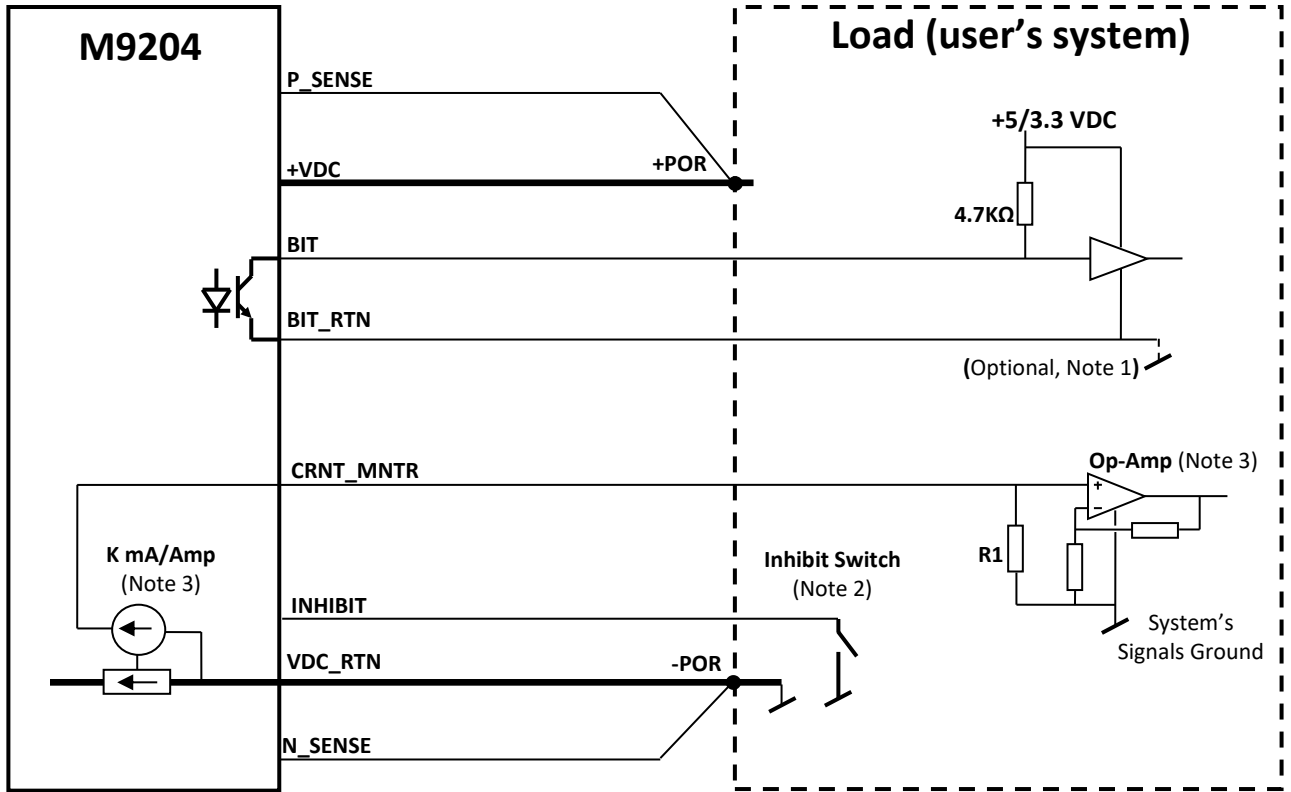 M9204
Load (user's system)
P_SENSE
+5/3.3 VDC
+VDC
+POR
4.7KΩ
BIT
BIT_RTN
(Optional, Note 1)
CRNT_MNTR
Op-Amp (Note 3)
+
−
K mA/Amp
(Note 3)
Inhibit Switch
(Note 2)
R1
INHIBIT
System's
Signals Ground
VDC_RTN
-POR
N_SENSE